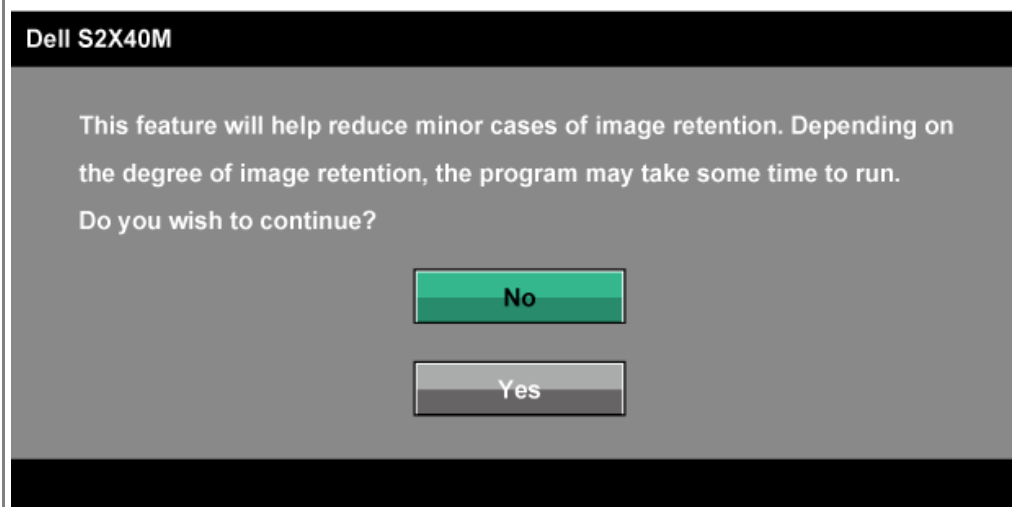 Dell S2X40M
This feature will help reduce minor cases of image retention. Depending on
the degree of image retention, the program may take some time to run.
Do you wish to continue?
No
Yes